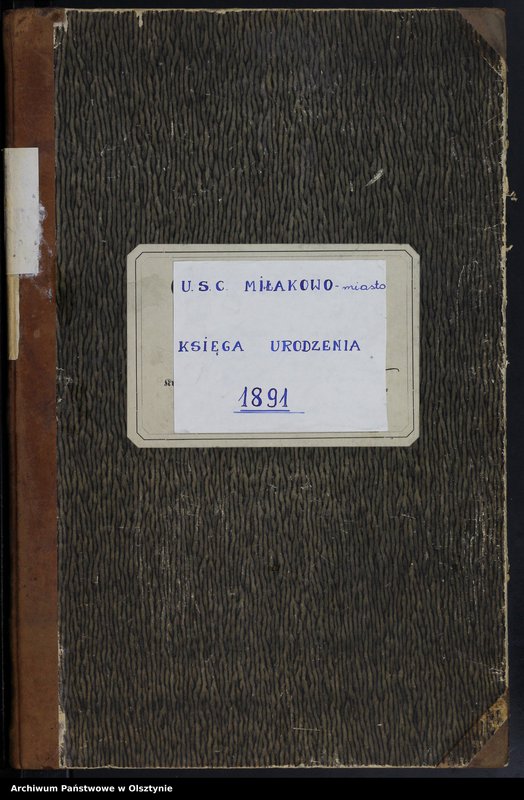 U.S.C. MIŁAKOWO-miasto
KSIĘGA URODZENIA
1891
Archiwum Państwowe w Olsztynie